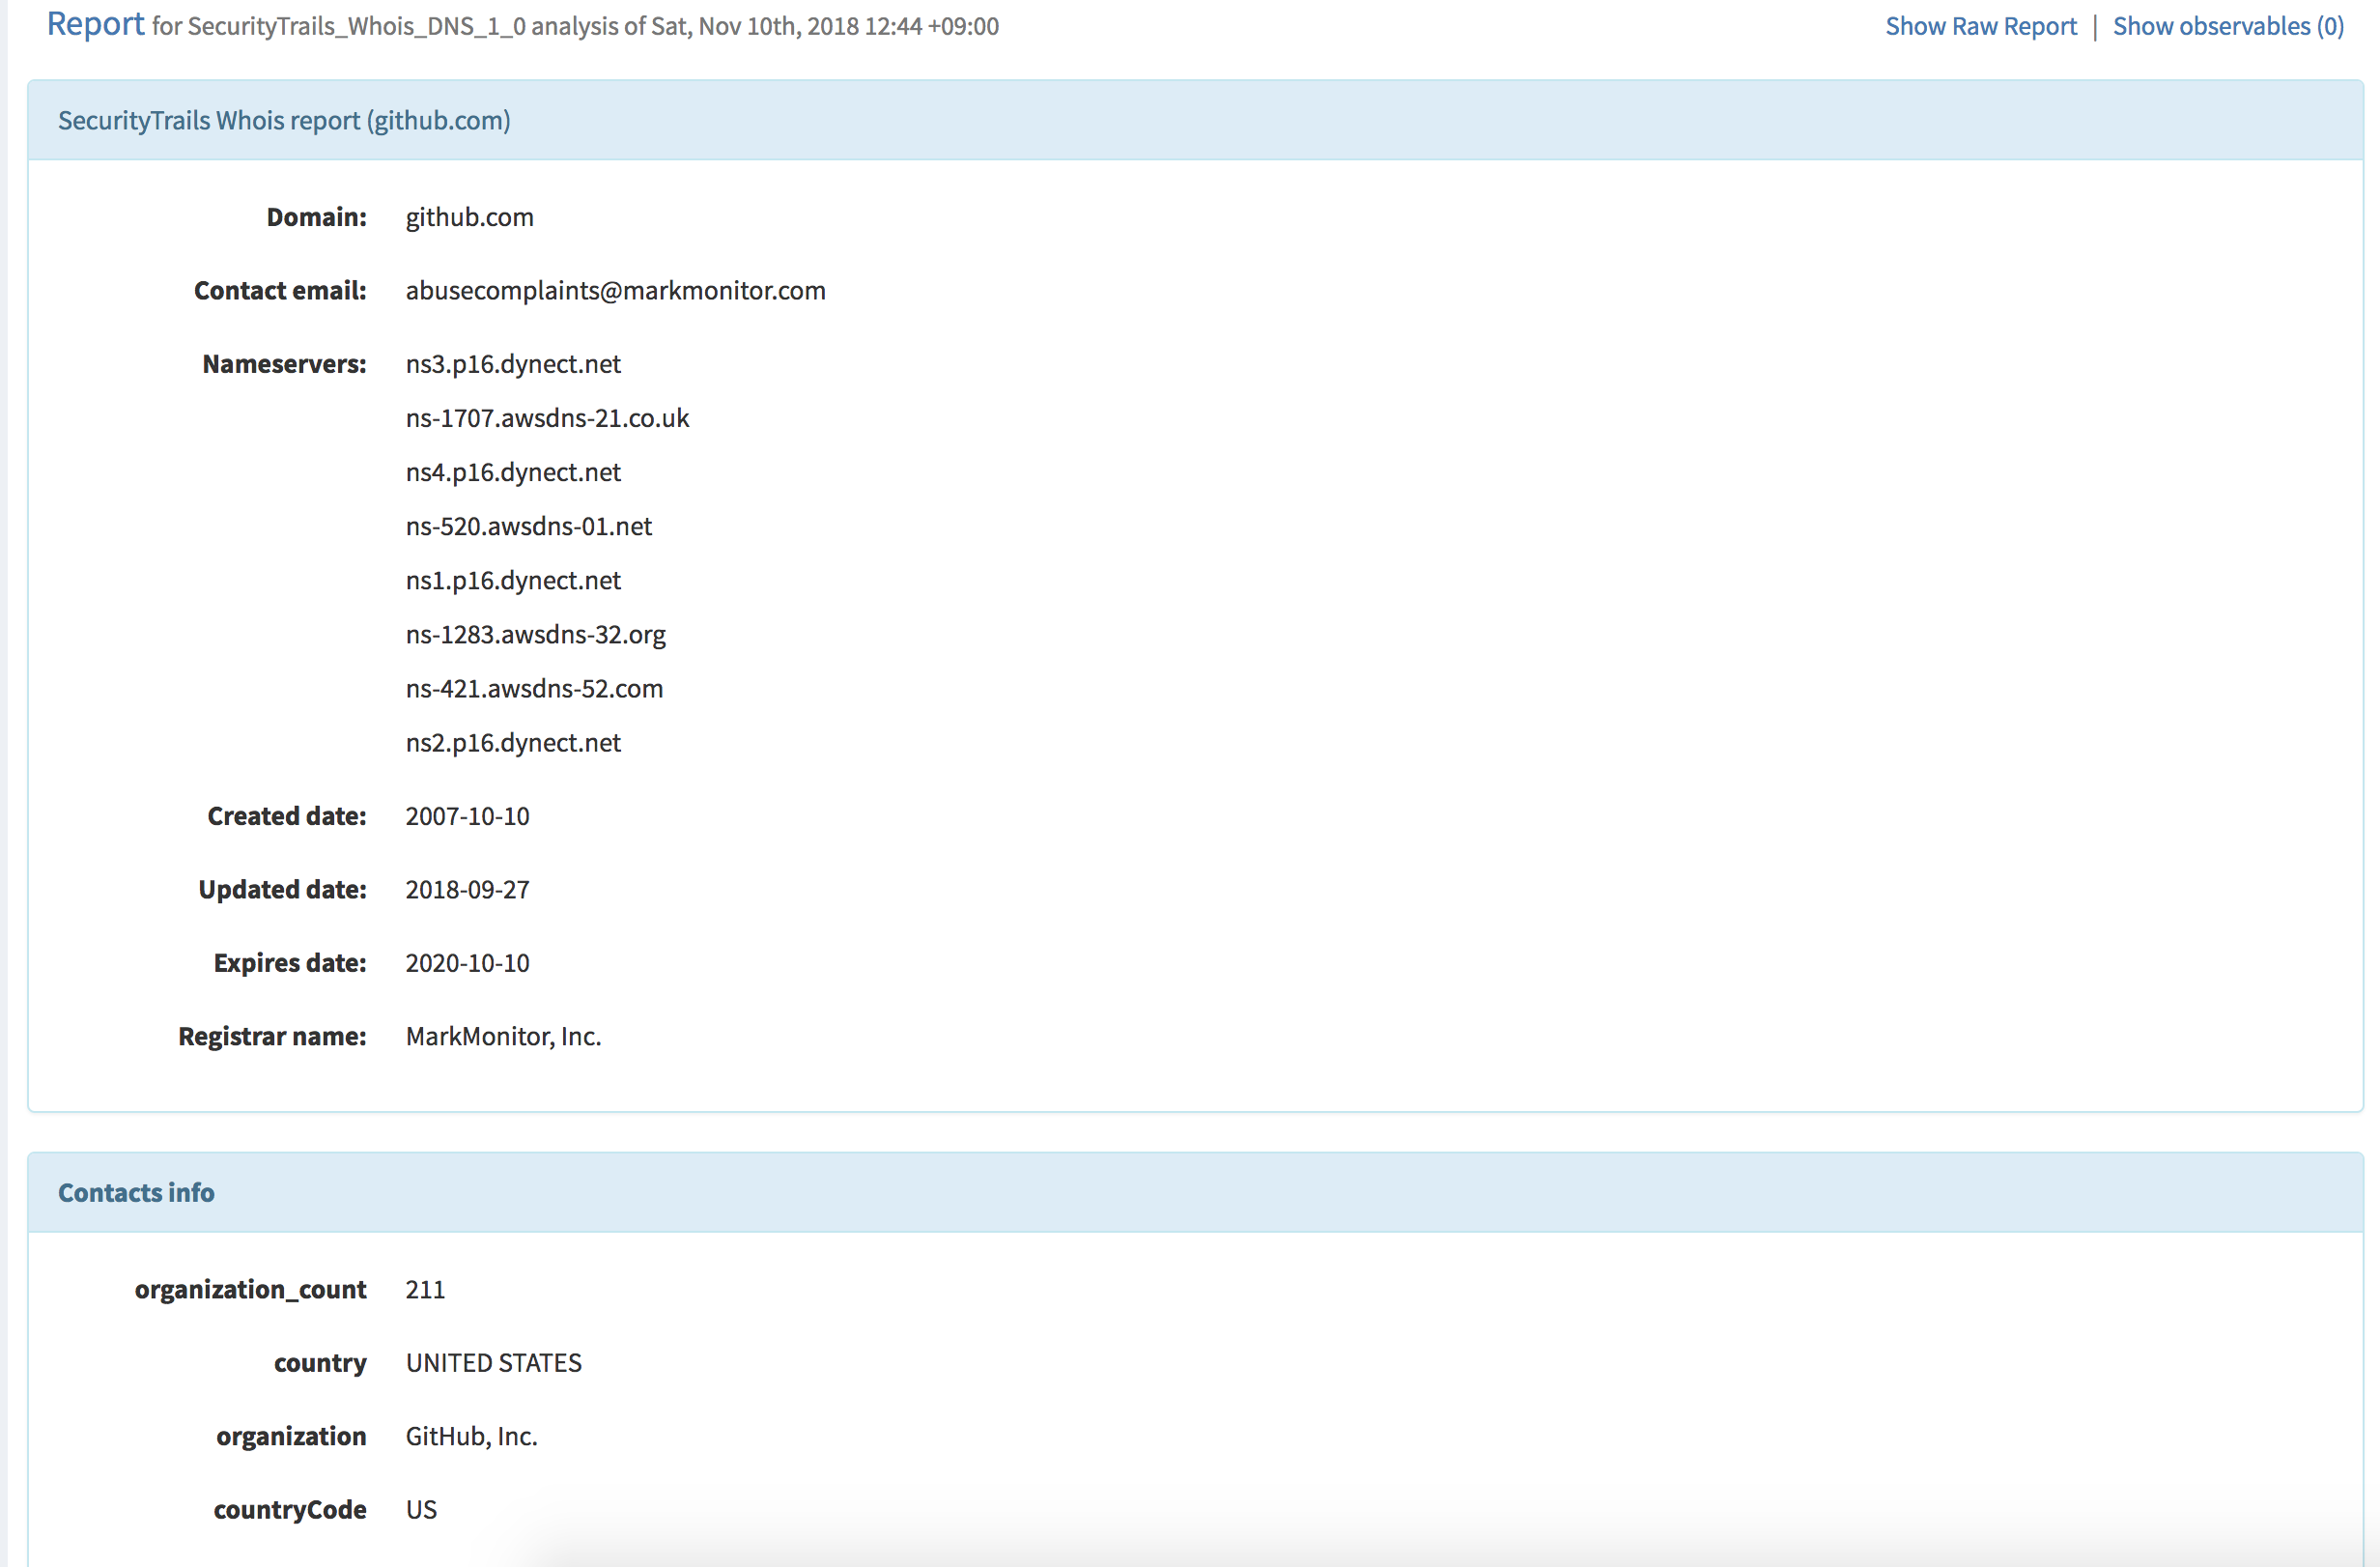 Report for SecurityTrails_Whois_DNS_1_0 analysis of Sat, Nov 10th, 2018 12:44 +09:00 Show Raw Report | Show observables (0)
SecurityTrails Whois report (github.com)
Domain: github.com
Contact email: abusecomplaints@markmonitor.com
Nameservers: ns3.p16.dynect.net
ns-1707.awsdns-21.co.uk
ns4.p16.dynect.net
ns-520.awsdns-01.net
ns1.p16.dynect.net
ns-1283.awsdns-32.org
ns-421.awsdns-52.com
ns2.p16.dynect.net
Created date: 2007-10-10
Updated date: 2018-09-27
Expires date: 2020-10-10
Registrar name: MarkMonitor, Inc.
Contacts info
organization_count 211
country UNITED STATES
organization GitHub, Inc.
countryCode US